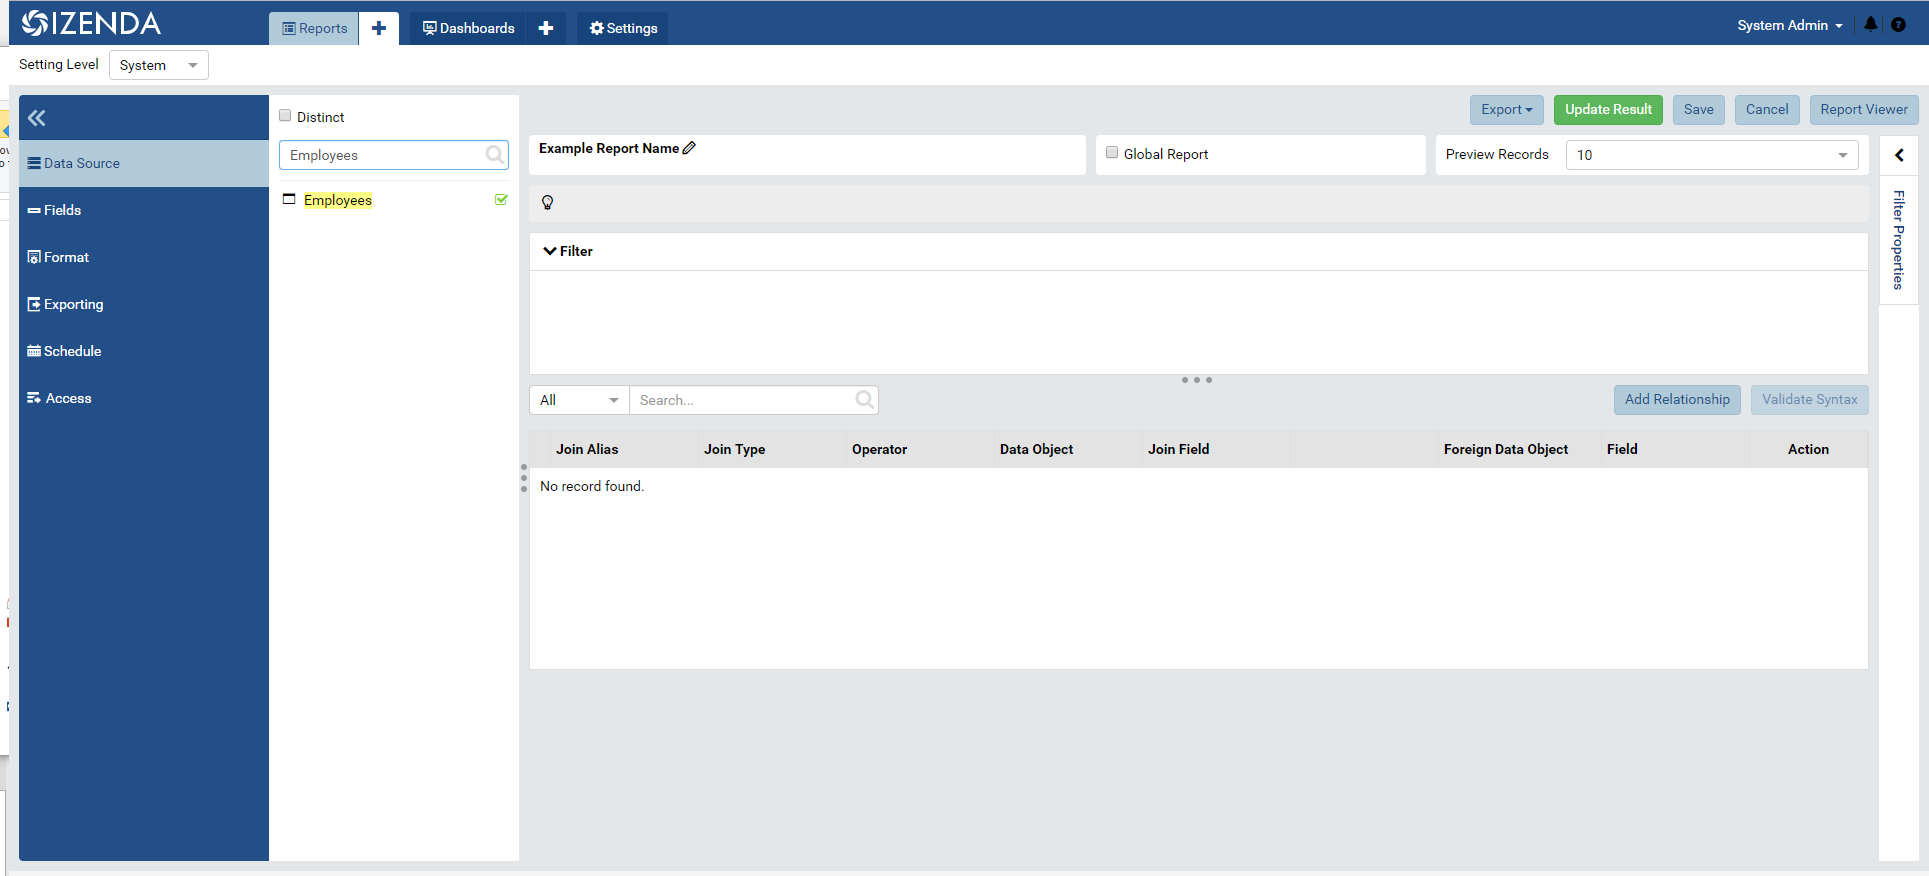 IZENDA
Reports
Dashboards
Settings
System Admin
Setting Level
System
Distinct
Employees
Employees
Data Source
Fields
Format
Exporting
Schedule
Access
Export
Update Result
Save
Cancel
Report Viewer
Example Report Name
Global Report
Preview Records
10
Filter Properties
Filter
All
Search...
Add Relationship
Validate Syntax
Join Alias
Join Type
Operator
Data Object
Join Field
Foreign Data Object
Field
Action
No record found.